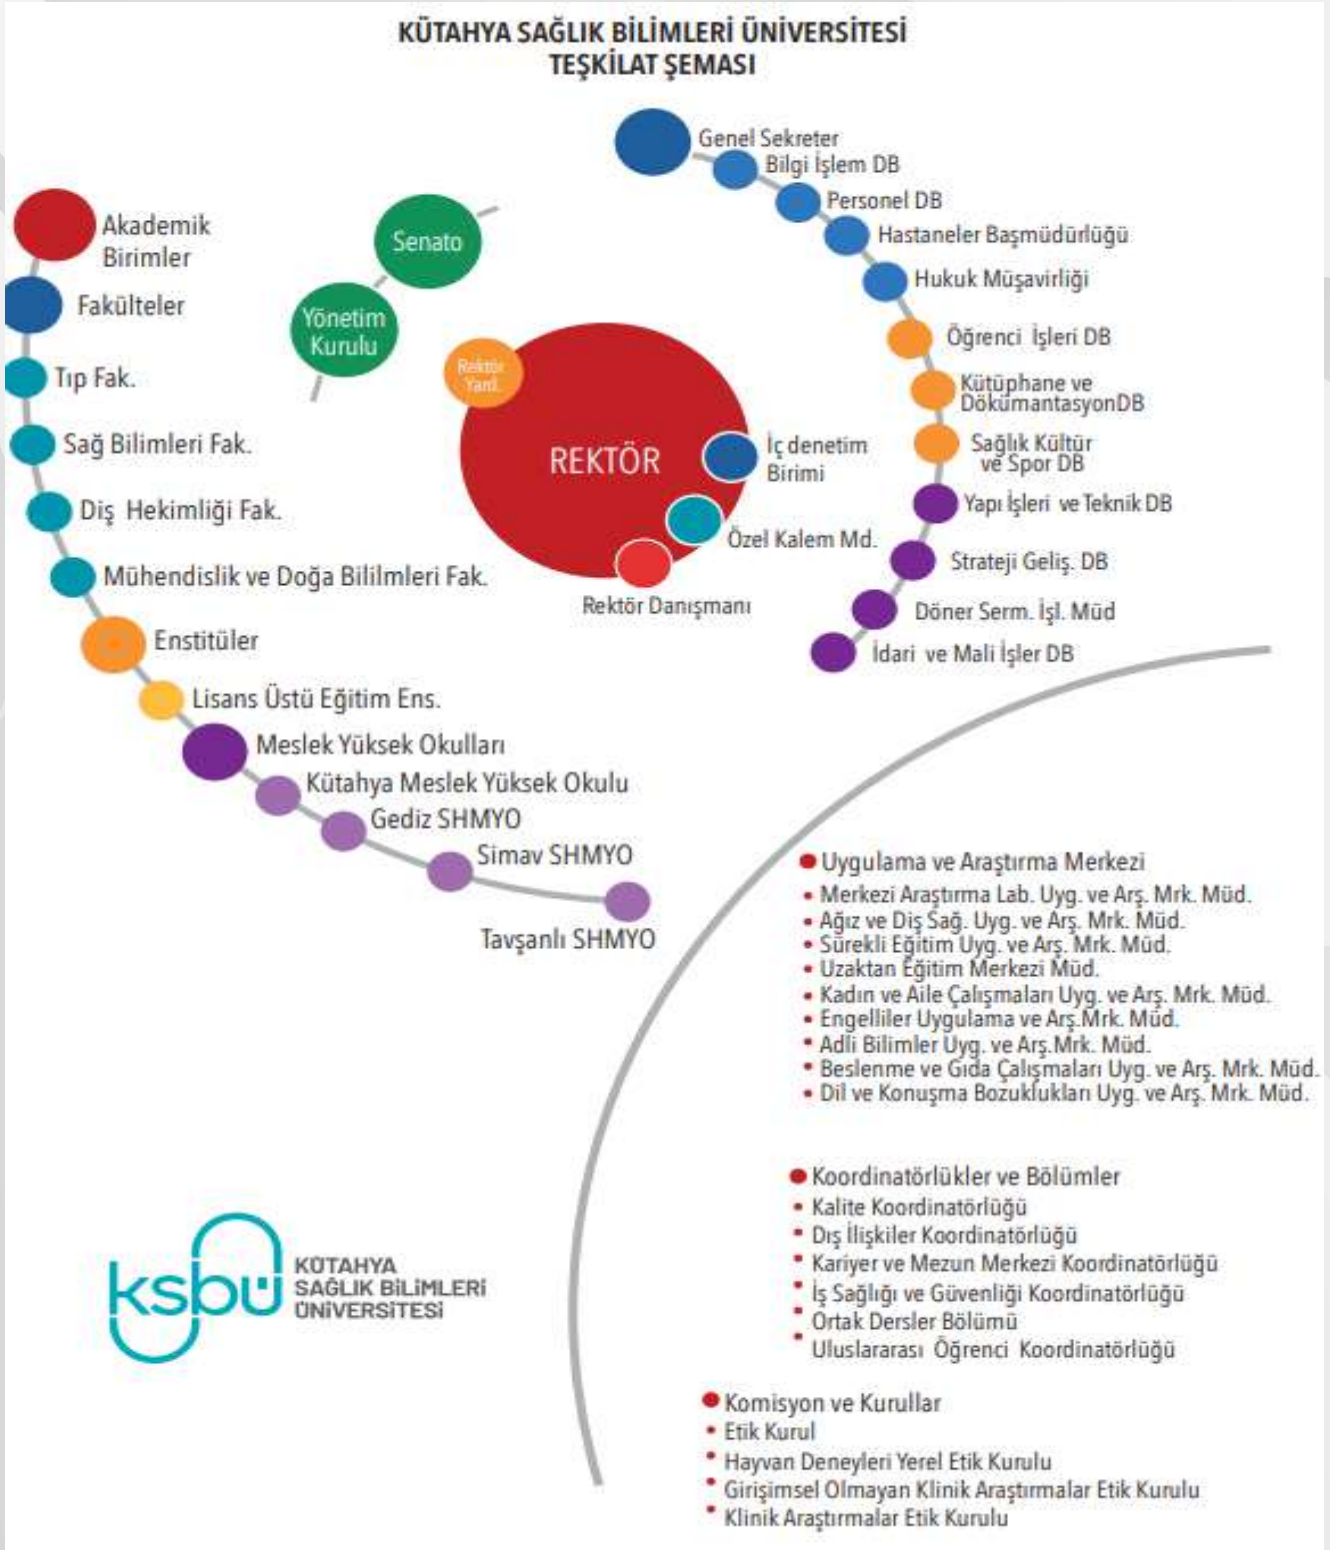 KÜTAHYA SAĞLIK BİLİMLERİ ÜNİVERSİTESİ
TEŞKİLAT ŞEMASI
Genel Sekreter
Bilgi İşlem DB
Personel DB
Hastaneler Başmüdürlüğü
Hukuk Müşavirliği
Öğrenci İşleri DB
Kütüphane ve
DökümantasyonDB
Sağlık Kültür
ve Spor DB
Yapı İşleri ve Teknik DB
Strateji Geliş. DB
Döner Serm. İşl. Müd
İdari ve Mali İşler DB
Senato
Yönetim
Kurulu
Rektör
Yard.
REKTÖR
İç denetim
Birimi
Özel Kalem Md.
Rektör Danışmanı
Akademik
Birimler
Fakülteler
Tıp Fak.
Sağ Bilimleri Fak.
Diş Hekimliği Fak.
Mühendislik ve Doğa Bililmleri Fak.
Enstitüler
Lisans Üstü Eğitim Ens.
Meslek Yüksek Okulları
Kütahya Meslek Yüksek Okulu
Gediz SHMYO
Simav SHMYO
Tavşanlı SHMYO
Uygulama ve Araştırma Merkezi
• Merkezi Araştırma Lab. Uyg. ve Arş. Mrk. Müd.
• Ağız ve Diş Sağ. Uyg. ve Arş. Mrk. Müd.
• Sürekli Eğitim Uyg. ve Arş. Mrk. Müd.
• Uzaktan Eğitim Merkezi Müd.
• Kadın ve Aile Çalışmaları Uyg. ve Arş. Mrk. Müd.
• Engelliler Uygulama ve Arş.Mrk. Müd.
• Adli Bilimler Uyg. ve Arş.Mrk. Müd.
• Beslenme ve Gıda Çalışmaları Uyg. ve Arş. Mrk. Müd.
• Dil ve Konuşma Bozuklukları Uyg. ve Arş. Mrk. Müd.
Koordinatörlükler ve Bölümler
• Kalite Koordinatörlüğü
• Dış İlişkiler Koordinatörlüğü
• Kariyer ve Mezun Merkezi Koordinatörlüğü
• İş Sağlığı ve Güvenliği Koordinatörlüğü
• Ortak Dersler Bölümü
• Uluslararası Öğrenci Koordinatörlüğü
Komisyon ve Kurullar
• Etik Kurul
• Hayvan Deneyleri Yerel Etik Kurulu
• Girişimsel Olmayan Klinik Araştırmalar Etik Kurulu
• Klinik Araştırmalar Etik Kurulu
ksbü
KÜTAHYA
SAĞLIK BİLİMLERİ
ÜNİVERSİTESİ